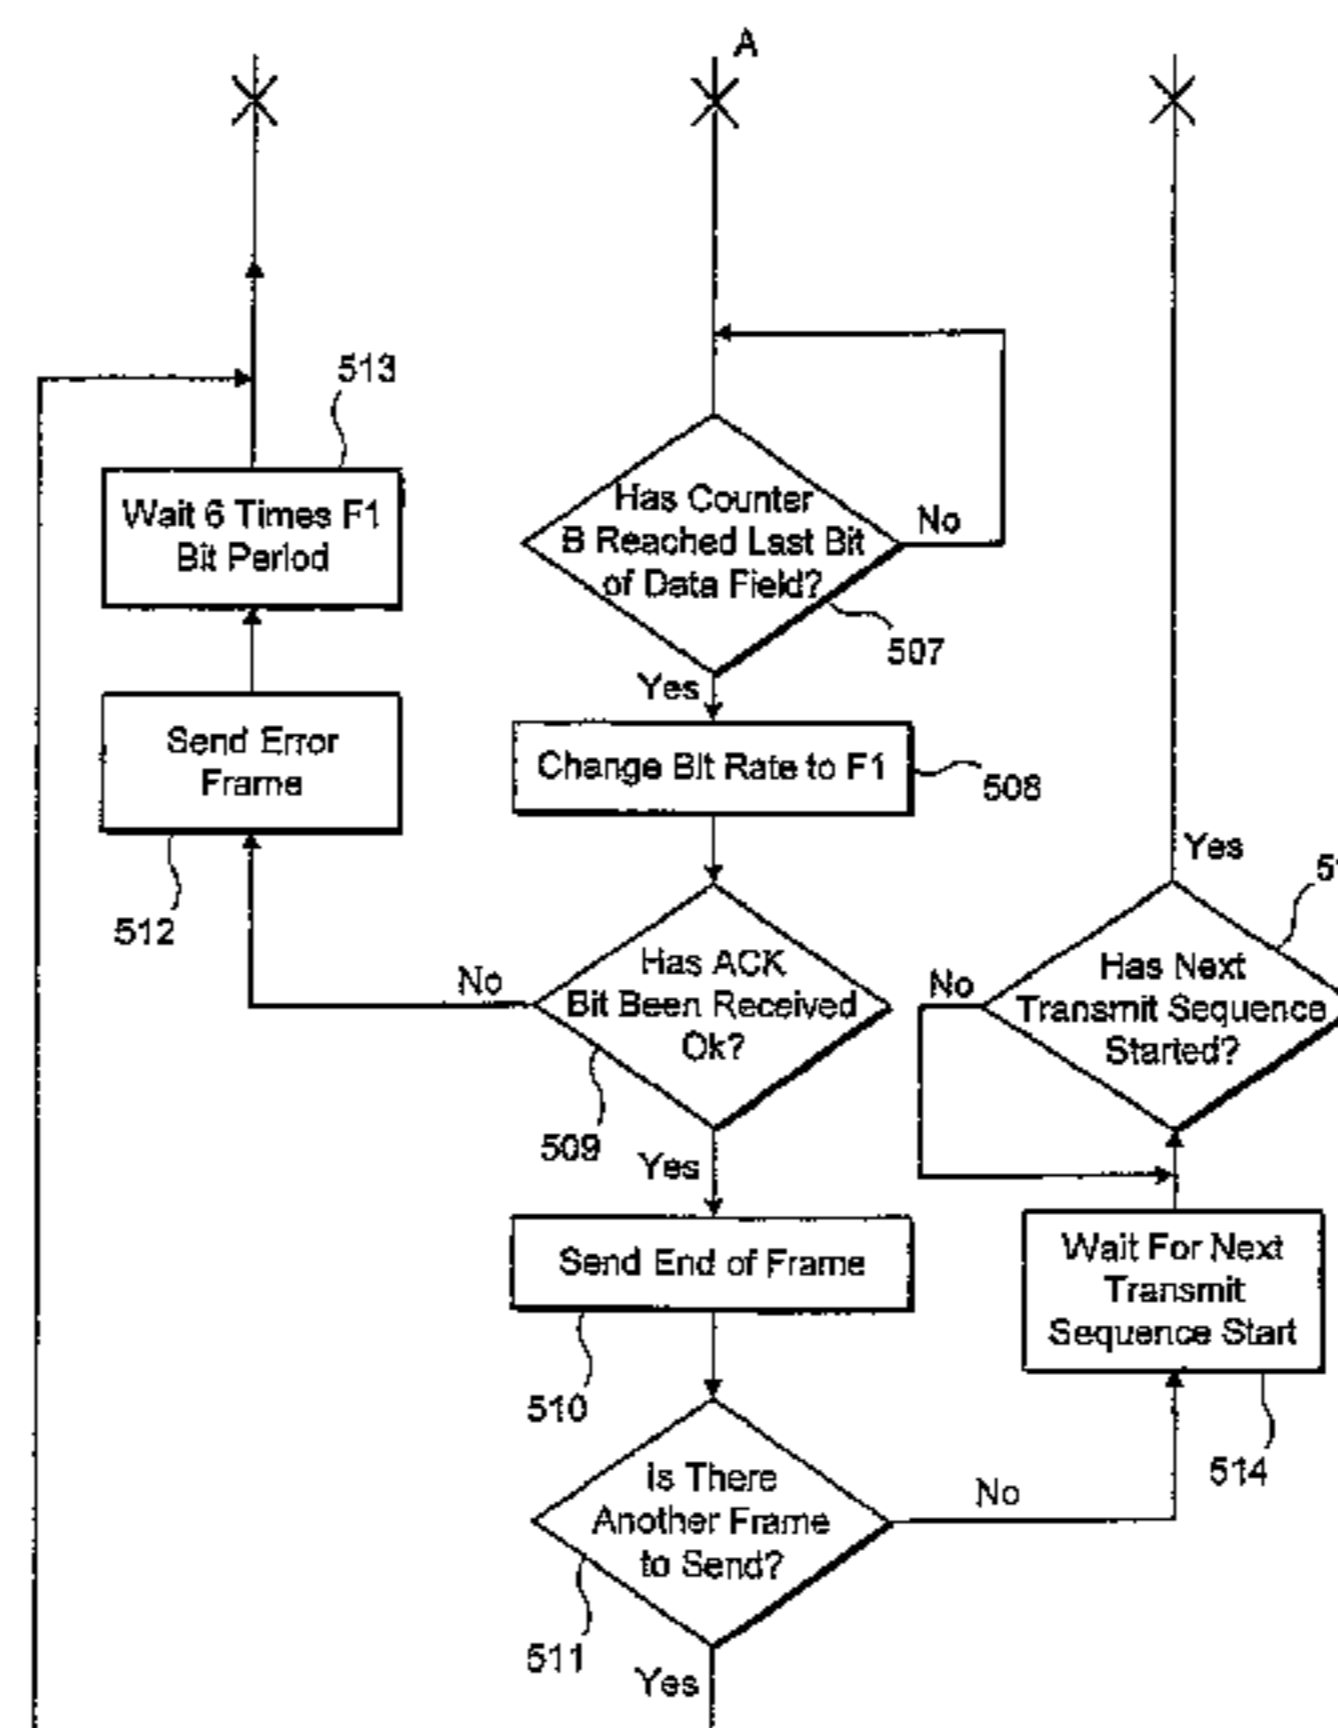 A
513
Wait 6 Times F1
Bit Period
Has Counter
B Reached Last Bit
of Data Field?
No
507
Yes
Send Error
Frame
Change Bit Rate to F1
508
512
Yes
No
Has ACK
Bit Been Received
Ok?
509
No
Has Next
Transmit Sequence
Started?
Yes
Send End of Frame
510
Wait For Next
Transmit
Sequence Start
514
Is There
Another Frame
to Send?
No
511
Yes